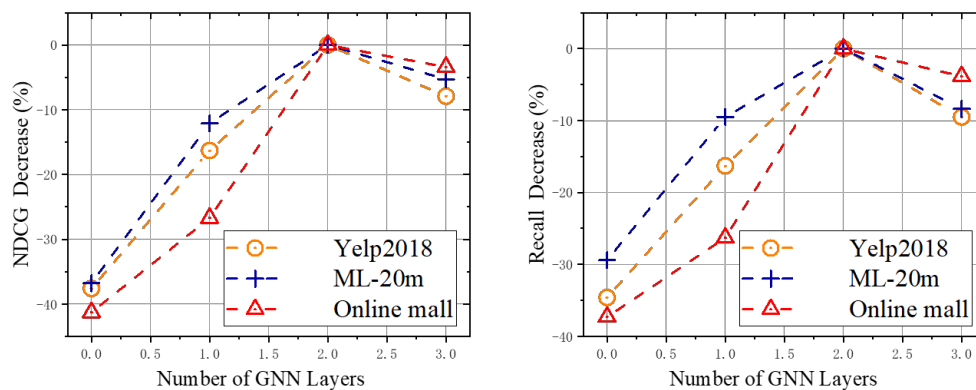 NDCG Decrease (%)
0
-10
-20
-30
-40
Yelp2018
ML-20m
Online mall
0.0 0.5 1.0 1.5 2.0 2.5 3.0
Number of GNN Layers
Recall Decrease (%)
0
-10
-20
-30
-40
Yelp2018
ML-20m
Online mall
0.0 0.5 1.0 1.5 2.0 2.5 3.0
Number of GNN Layers